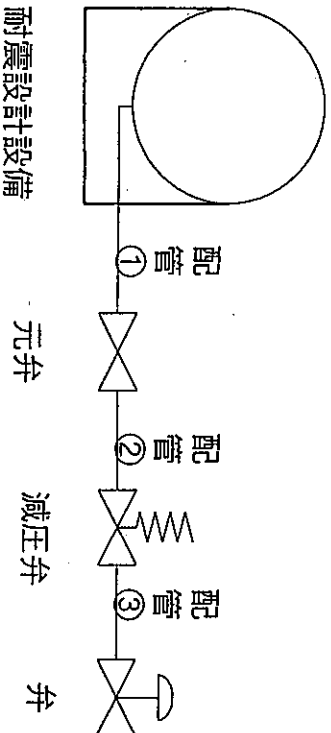 耐震設計設備
配管①
元弁
配管②
減圧弁
配管③
弁